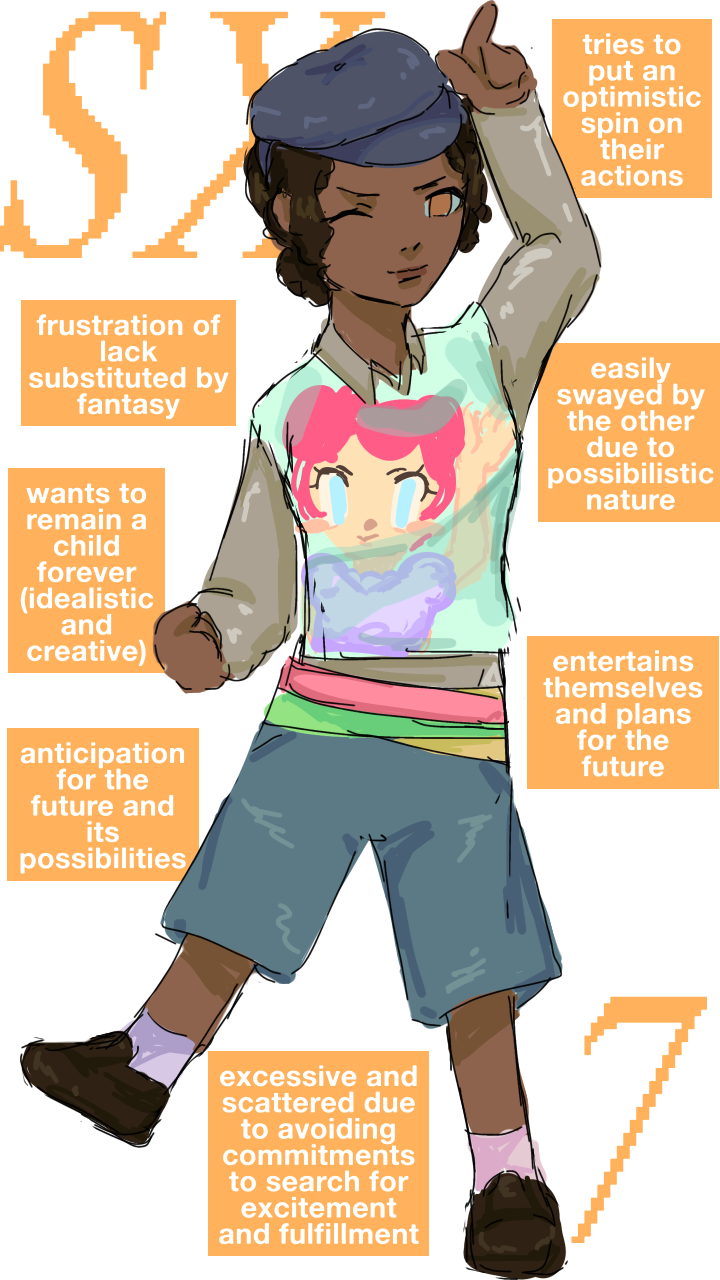 SX
tries to
put an
optimistic
spin on
their
actions
frustration of
lack
substituted by
fantasy
easily
swayed by
the other
due to
possibilistic
nature
wants to
remain a
child
forever
(idealistic
and
creative)
entertains
themselves
and plans
for the
future
anticipation
for the
future and
its
possibilities
excessive and
scattered due
to avoiding
commitments
to search for
excitement
and fulfillment
7